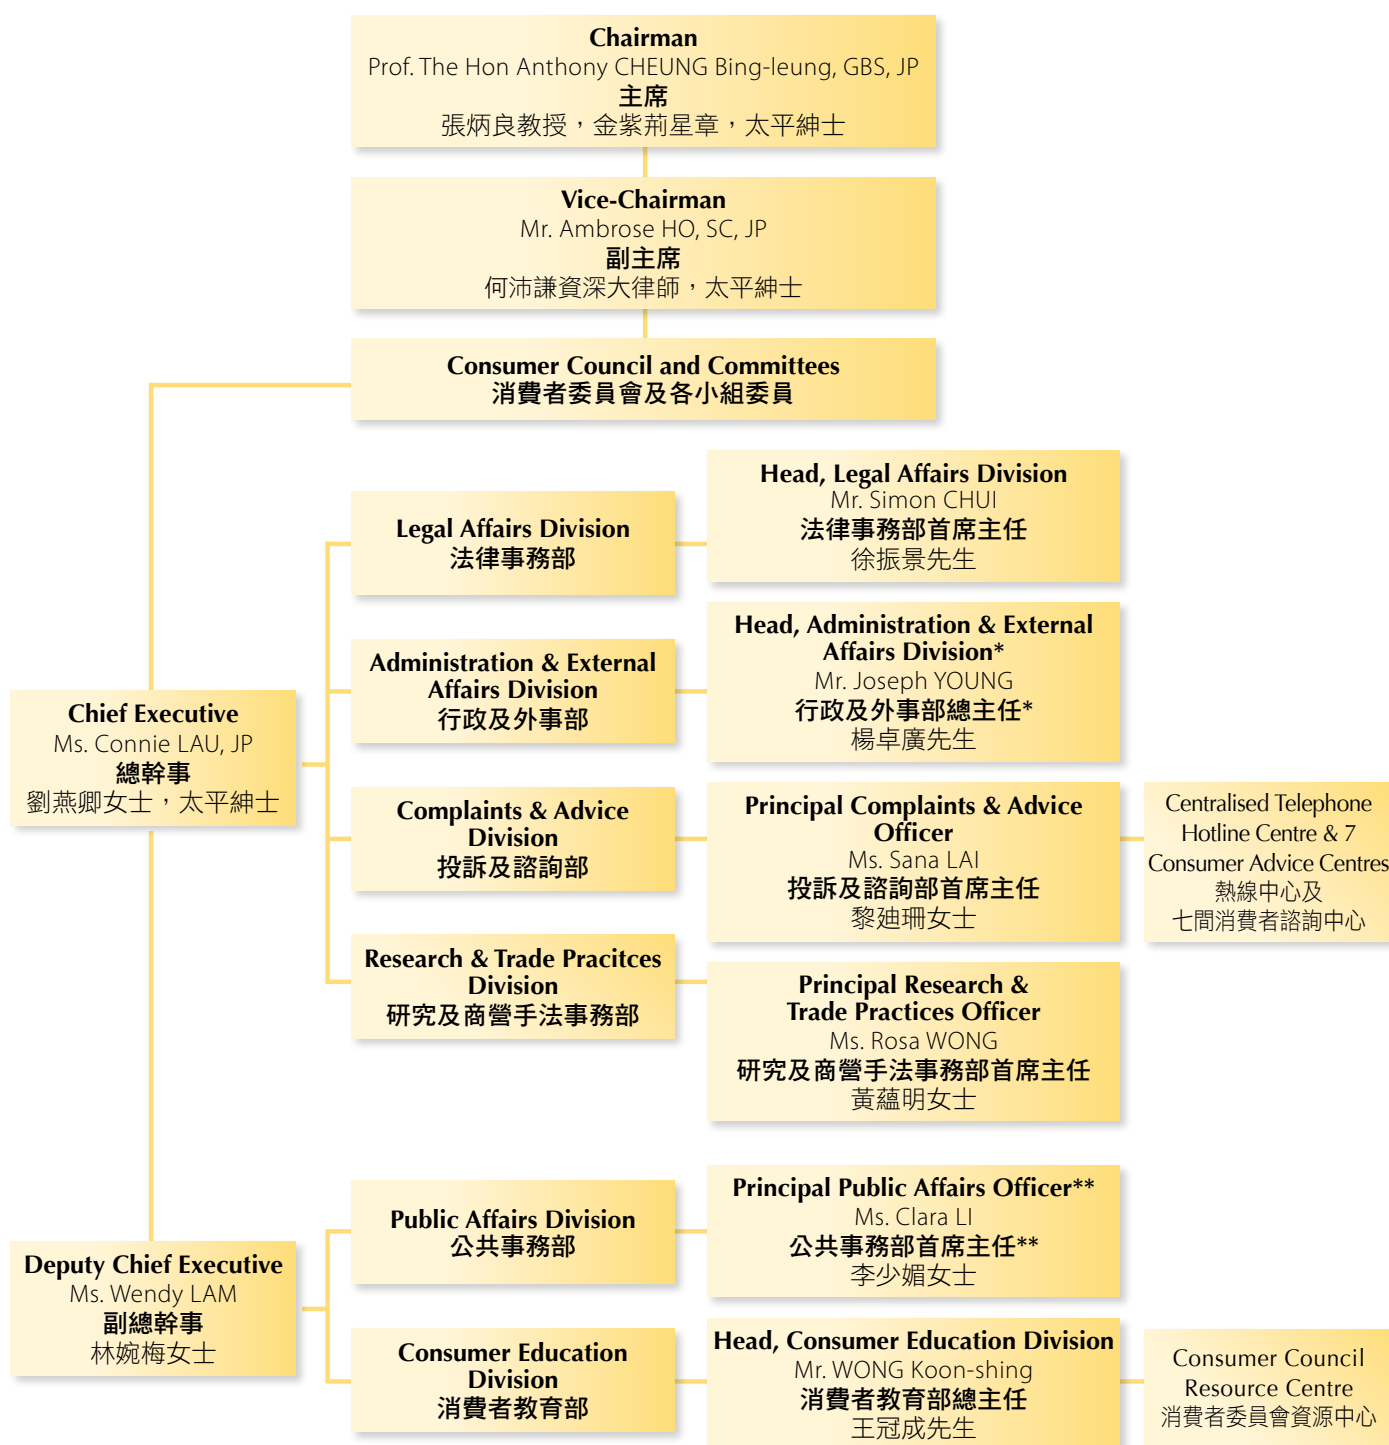 Chairman
Prof. The Hon Anthony CHEUNG Bing-leung, GBS, JP
主席
張炳良教授，金紫荊星章，太平紳士
Vice-Chairman
Mr. Ambrose HO, SC, JP
副主席
何沛謙資深大律師，太平紳士
Consumer Council and Committees
消費者委員會及各小組委員
Chief Executive
Ms. Connie LAU, JP
總幹事
劉燕卿女士，太平紳士
Legal Affairs Division
法律事務部
Head, Legal Affairs Division
Mr. Simon CHUI
法律事務部首席主任
徐振景先生
Administration & External
Affairs Division
行政及外事部
Head, Administration & External
Affairs Division*
Mr. Joseph YOUNG
行政及外事部總主任*
楊卓廣先生
Complaints & Advice
Division
投訴及諮詢部
Principal Complaints & Advice
Officer
Ms. Sana LAI
投訴及諮詢部首席主任
黎廸珊女士
Centralised Telephone
Hotline Centre & 7
Consumer Advice Centres
熱線中心及
七間消費者諮詢中心
Research & Trade Pracitces
Division
研究及商營手法事務部
Principal Research &
Trade Practices Officer
Ms. Rosa WONG
研究及商營手法事務部首席主任
黃蘊明女士
Deputy Chief Executive
Ms. Wendy LAM
副總幹事
林婉梅女士
Public Affairs Division
公共事務部
Principal Public Affairs Officer**
Ms. Clara LI
公共事務部首席主任**
李少媚女士
Consumer Education
Division
消費者教育部
Head, Consumer Education Division
Mr. WONG Koon-shing
消費者教育部總主任
王冠成先生
Consumer Council
Resource Centre
消費者委員會資源中心